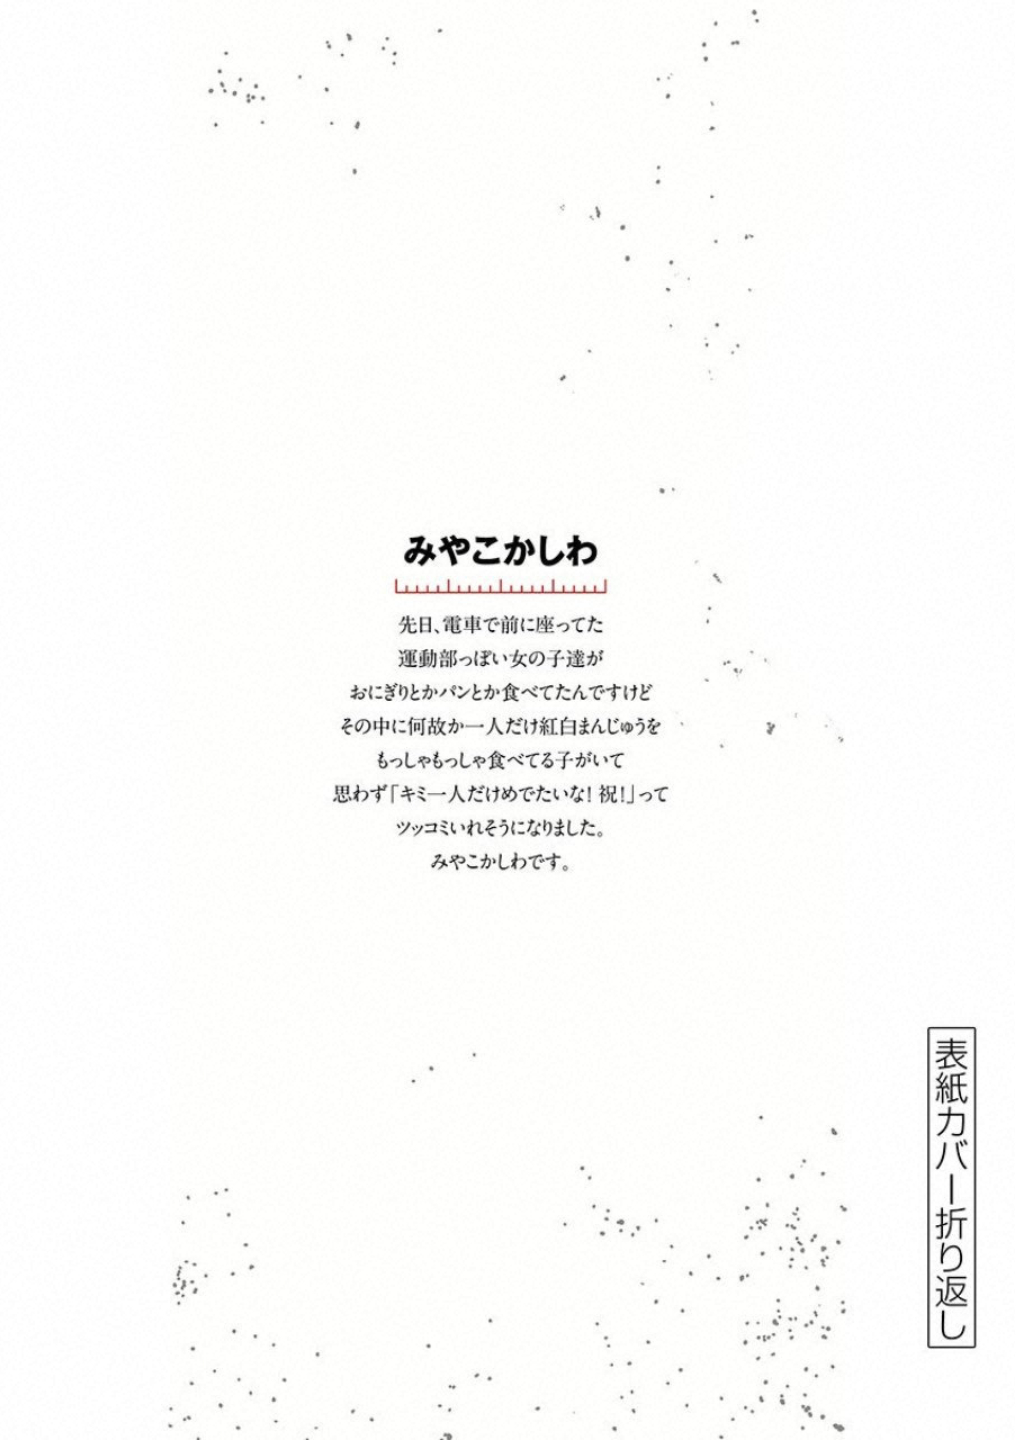 みやこかしわ
先日、電車で前に座ってた
運動部っぽい女の子達が
おにぎりとかパンとか食べてたんですけど
その中に何故か一人だけ紅白まんじゅうを
もっしゃもっしゃ食べてる子がいて
思わず「キミ一人だけめでたいな！祝！」って
ツッコミいれそうになりました。
みやこかしわです。
表紙カバー折り返し